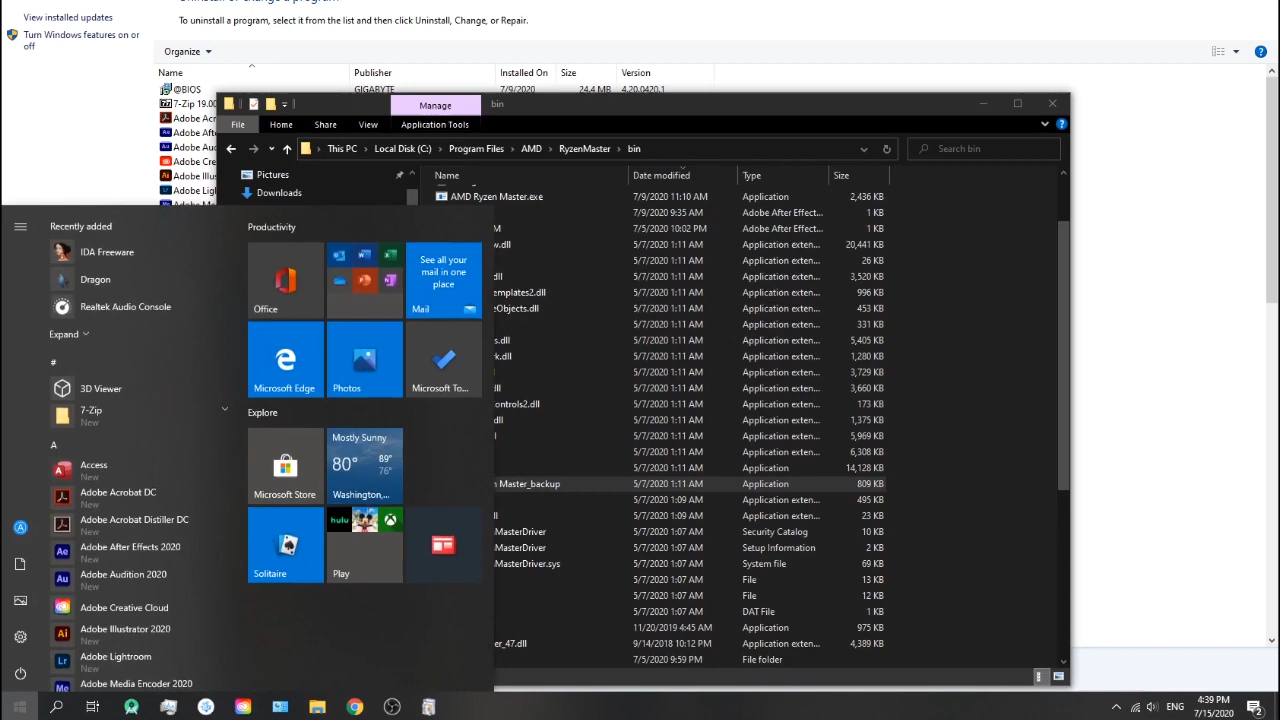 Uninstall or change a program
View installed updates
To uninstall a program, select it from the list and then click Uninstall, Change, or Repair.
Turn Windows features on or
off
Organize
Name Publisher Installed On Size Version
@BIOS GIGABYTE 7/9/2020 24.4 MB 4.20.0420.1
7-Zip 19.00
Adobe Acr
Adobe Aft
Adobe Au
Adobe Cre
Adobe Illus
Adobe Ligh
Manage bin
File Home Share View Application Tools
This PC Local Disk (C:) Program Files AMD RyzenMaster bin
Search bin
Pictures
Downloads
Name Date modified Type Size
AMD Ryzen Master.exe 7/9/2020 11:10 AM Application 2,436 KB
7/9/2020 9:35 AM Adobe After Effect... 1 KB
M 7/5/2020 10:02 PM Adobe After Effect... 1 KB
w.dll 5/7/2020 1:11 AM Application exten... 20,441 KB
5/7/2020 1:11 AM Application exten... 26 KB
dll 5/7/2020 1:11 AM Application exten... 3,520 KB
emplates2.dll 5/7/2020 1:11 AM Application exten... 996 KB
eObjects.dll 5/7/2020 1:11 AM Application exten... 453 KB
5/7/2020 1:11 AM Application exten... 331 KB
s.dll 5/7/2020 1:11 AM Application exten... 5,405 KB
rk.dll 5/7/2020 1:11 AM Application exten... 1,280 KB
5/7/2020 1:11 AM Application exten... 3,729 KB
dll 5/7/2020 1:11 AM Application exten... 3,660 KB
ontrols2.dll 5/7/2020 1:11 AM Application exten... 173 KB
dll 5/7/2020 1:11 AM Application exten... 1,375 KB
5/7/2020 1:11 AM Application exten... 5,969 KB
5/7/2020 1:11 AM Application exten... 6,308 KB
5/7/2020 1:11 AM Application 14,128 KB
n Master_backup 5/7/2020 1:11 AM Application 809 KB
5/7/2020 1:09 AM Application exten... 495 KB
dll 5/7/2020 1:07 AM Application exten... 23 KB
MasterDriver 5/7/2020 1:07 AM Security Catalog 10 KB
MasterDriver 5/7/2020 1:07 AM Setup Information 2 KB
MasterDriver.sys 5/7/2020 1:07 AM System file 69 KB
5/7/2020 1:07 AM File 13 KB
5/7/2020 1:07 AM File 12 KB
5/7/2020 1:07 AM DAT File 1 KB
11/20/2019 4:45 AM Application 975 KB
er_47.dll 9/14/2018 10:12 PM Application exten... 4,389 KB
7/5/2020 9:59 PM File folder
Recently added
IDA Freeware
Dragon
Realtek Audio Console
Expand
#
3D Viewer
7-Zip
New
A
Access
New
Adobe Acrobat DC
New
Adobe Acrobat Distiller DC
New
Adobe After Effects 2020
New
Adobe Audition 2020
New
Adobe Creative Cloud
Adobe Illustrator 2020
New
Adobe Lightroom
New
Adobe Media Encoder 2020
Productivity
Office
See all your
mail in one
place
Mail
Microsoft Edge
Photos
Microsoft To...
Explore
Microsoft Store
Mostly Sunny
80° 89°
76°
Washington,...
Solitaire
hulu
Play
ENG
4:39 PM
7/15/2020
2